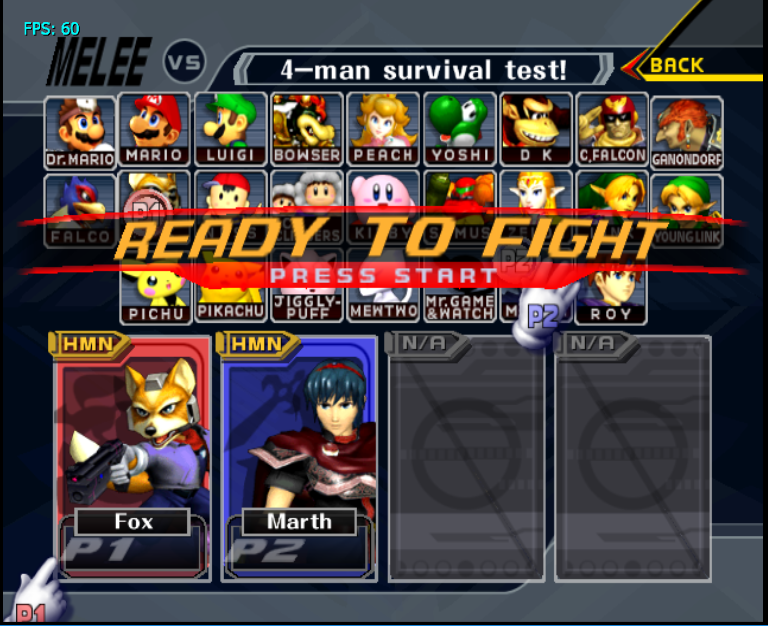 FPS: 60
MELEE VS 4-man survival test! BACK
Dr.MARIO MARIO LUIGI BOWSER PEACH YOSHI D K C.FALCON GANONDORF
FALCO YOUNG LINK
READY TO FIGHT
PRESS START
PICHU PIKACHU JIGGLY-PUFF MEWTWO Mr.GAME &WATCH ROY
P2
HMN HMN N/A N/A
Fox Marth
P1 P2
P1